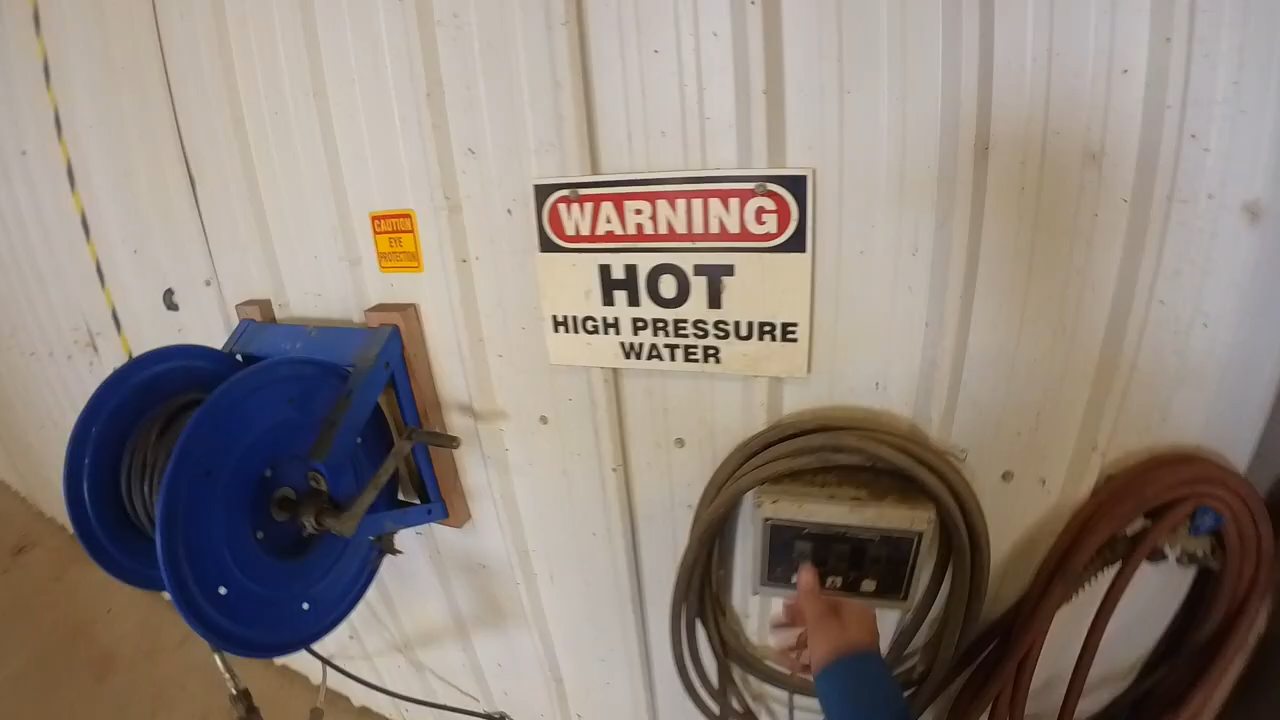 CAUTION
EYE
PROTECTION
WARNING
HOT
HIGH PRESSURE
WATER